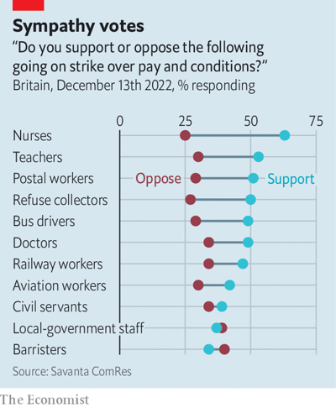 Sympathy votes
“Do you support or oppose the following
going on strike over pay and conditions?”
Britain, December 13th 2022, % responding
0 25 50 75
Nurses
Teachers
Postal workers Oppose Support
Refuse collectors
Bus drivers
Doctors
Railway workers
Aviation workers
Civil servants
Local-government staff
Barristers
Source: Savanta ComRes
The Economist